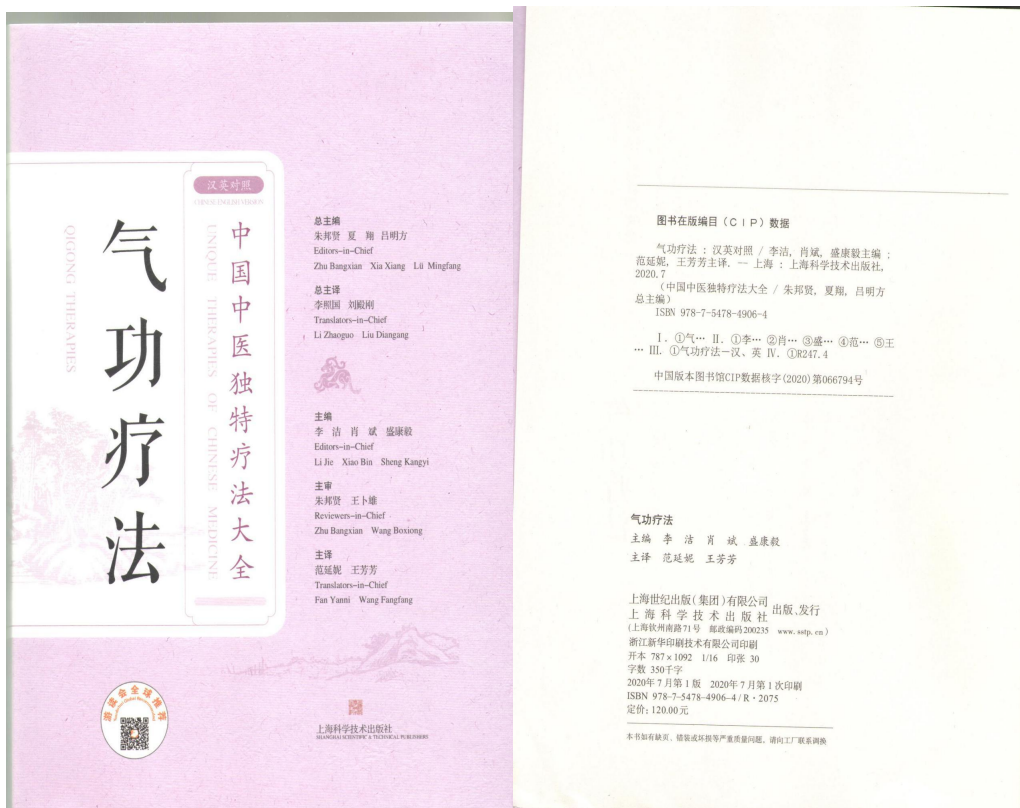 汉英对照
CHINESE-ENGLISH VERSION
中国中医独特疗法大全
UNIQUE THERAPIES OF CHINESE MEDICINE
气功疗法
QIGONG THERAPIES
总主编
朱邦贤 夏 翔 吕明方
Editors-in-Chief
Zhu Bangxian Xia Xiang Lü Mingfang
总主译
李照国 刘殿刚
Translators-in-Chief
Li Zhaoguo Liu Diangang
主编
李 洁 肖 斌 盛康毅
Editors-in-Chief
Li Jie Xiao Bin Sheng Kangyi
主审
朱邦贤 王卜雄
Reviewers-in-Chief
Zhu Bangxian Wang Boxiong
主译
范延妮 王芳芳
Translators-in-Chief
Fan Yanni Wang Fangfang
游读会全球推荐
上海科学技术出版社
SHANGHAI SCIENTIFIC & TECHNICAL PUBLISHERS
图书在版编目（CIP）数据
气功疗法 : 汉英对照 / 李洁, 肖斌, 盛康毅主编 ;
范延妮, 王芳芳主译. -- 上海 : 上海科学技术出版社,
2020.7
（中国中医独特疗法大全 / 朱邦贤, 夏翔, 吕明方
总主编）
ISBN 978-7-5478-4906-4
Ⅰ. ①气… Ⅱ. ①李… ②肖… ③盛… ④范… ⑤王
… Ⅲ. ①气功疗法－汉、英 Ⅳ. ①R247.4
中国版本图书馆CIP数据核字(2020)第066794号
气功疗法
主编 李 洁 肖 斌 盛康毅
主译 范延妮 王芳芳
上海世纪出版(集团)有限公司
上海科学技术出版社 出版、发行
(上海钦州南路71号 邮政编码200235 www.sstp.cn)
浙江新华印刷技术有限公司印刷
开本 787×1092 1/16 印张 30
字数 350千字
2020年7月第1版 2020年7月第1次印刷
ISBN 978-7-5478-4906-4/R·2075
定价: 120.00元
本书如有缺页、错装或坏损等严重质量问题，请向工厂联系调换